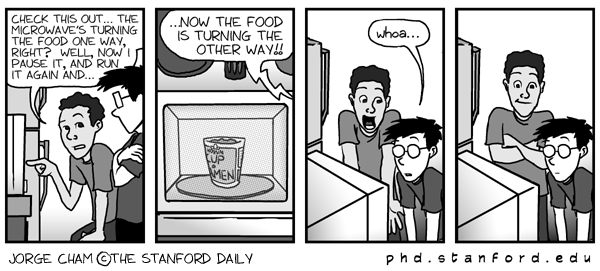 CHECK THIS OUT... THE
MICROWAVE'S TURNING
THE FOOD ONE WAY,
RIGHT? WELL, NOW I
PAUSE IT, AND RUN
IT AGAIN AND...
...NOW THE FOOD
IS TURNING THE
OTHER WAY!!
CUP
MEN
whoa...
JORGE CHAM ©THE STANFORD DAILY
phd.stanford.edu